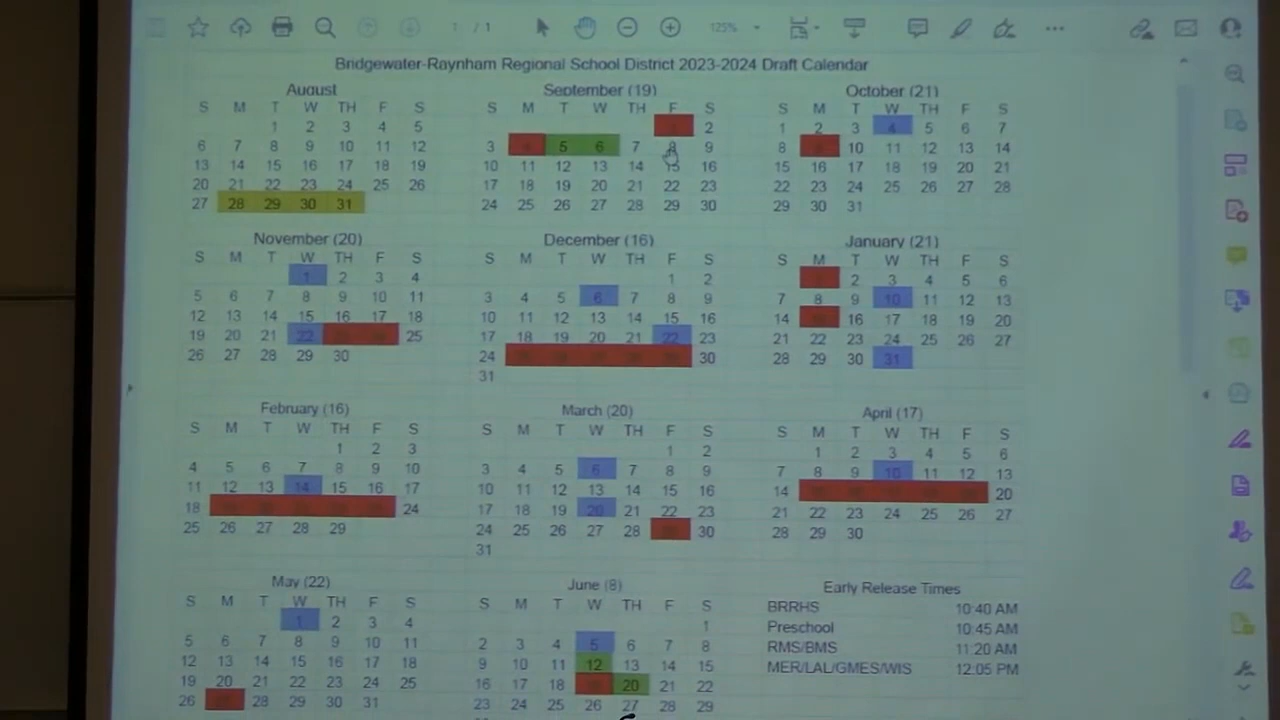 1 / 1
125%
Bridgewater-Raynham Regional School District 2023-2024 Draft Calendar
August September (19) October (21)
S M T W TH F S S M T W TH F S S M T W TH F S
1 2 3 4 5 2 1 2 3 4 5 6 7
6 7 8 9 10 11 12 3 5 6 7 8 9 8 10 11 12 13 14
13 14 15 16 17 18 19 10 11 12 13 14 15 16 15 16 17 18 19 20 21
20 21 22 23 24 25 26 17 18 19 20 21 22 23 22 23 24 25 26 27 28
27 28 29 30 31 24 25 26 27 28 29 30 29 30 31
November (20) December (16) January (21)
S M T W TH F S S M T W TH F S S M T W TH F S
1 2 3 4 1 2 2 3 4 5 6
5 6 7 8 9 10 11 3 4 5 6 7 8 9 7 8 9 10 11 12 13
12 13 14 15 16 17 18 10 11 12 13 14 15 16 14 16 17 18 19 20
19 20 21 22 25 17 18 19 20 21 22 23 21 22 23 24 25 26 27
26 27 28 29 30 24 30 28 29 30 31
31
February (16) March (20) April (17)
S M T W TH F S S M T W TH F S S M T W TH F S
1 2 3 1 2 1 2 3 4 5 6
4 5 6 7 8 9 10 3 4 5 6 7 8 9 7 8 9 10 11 12 13
11 12 13 14 15 16 17 10 11 12 13 14 15 16 14 20
18 24 17 18 19 20 21 22 23 21 22 23 24 25 26 27
25 26 27 28 29 24 25 26 27 28 30 28 29 30
31
May (22) June (8) Early Release Times
S M T W TH F S S M T W TH F S BRRHS 10:40 AM
1 2 3 4 1 Preschool 10:45 AM
5 6 7 8 9 10 11 2 3 4 5 6 7 8 RMS/BMS 11:20 AM
12 13 14 15 16 17 18 9 10 11 12 13 14 15 MER/LAL/GMES/WIS 12:05 PM
19 20 21 22 23 24 25 16 17 18 20 21 22
26 28 29 30 31 23 24 25 26 27 28 29